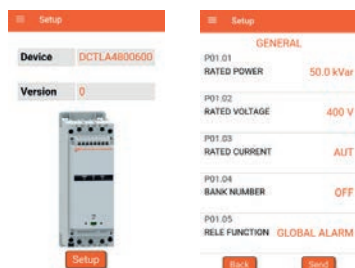 Setup
Device DCTLA4800600
Version 0
Setup
Setup
GENERAL
P01.01
RATED POWER 50.0 kVar
P01.02
RATED VOLTAGE 400 V
P01.03
RATED CURRENT AUT
P01.04
BANK NUMBER OFF
P01.05
RELE FUNCTION GLOBAL ALARM
Back Send